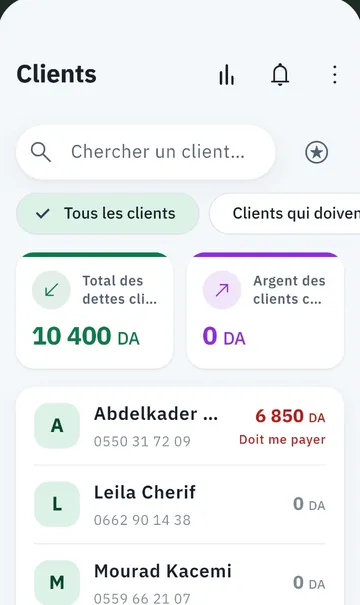 Clients
Chercher un client...
Tous les clients
Clients qui doiven
Total des
dettes cli...
10 400 DA
Argent des
clients c...
0 DA
A
Abdelkader ...
0550 31 72 09
6 850 DA
Doit me payer
L
Leila Cherif
0662 90 14 38
0 DA
M
Mourad Kacemi
0559 66 21 07
0 DA